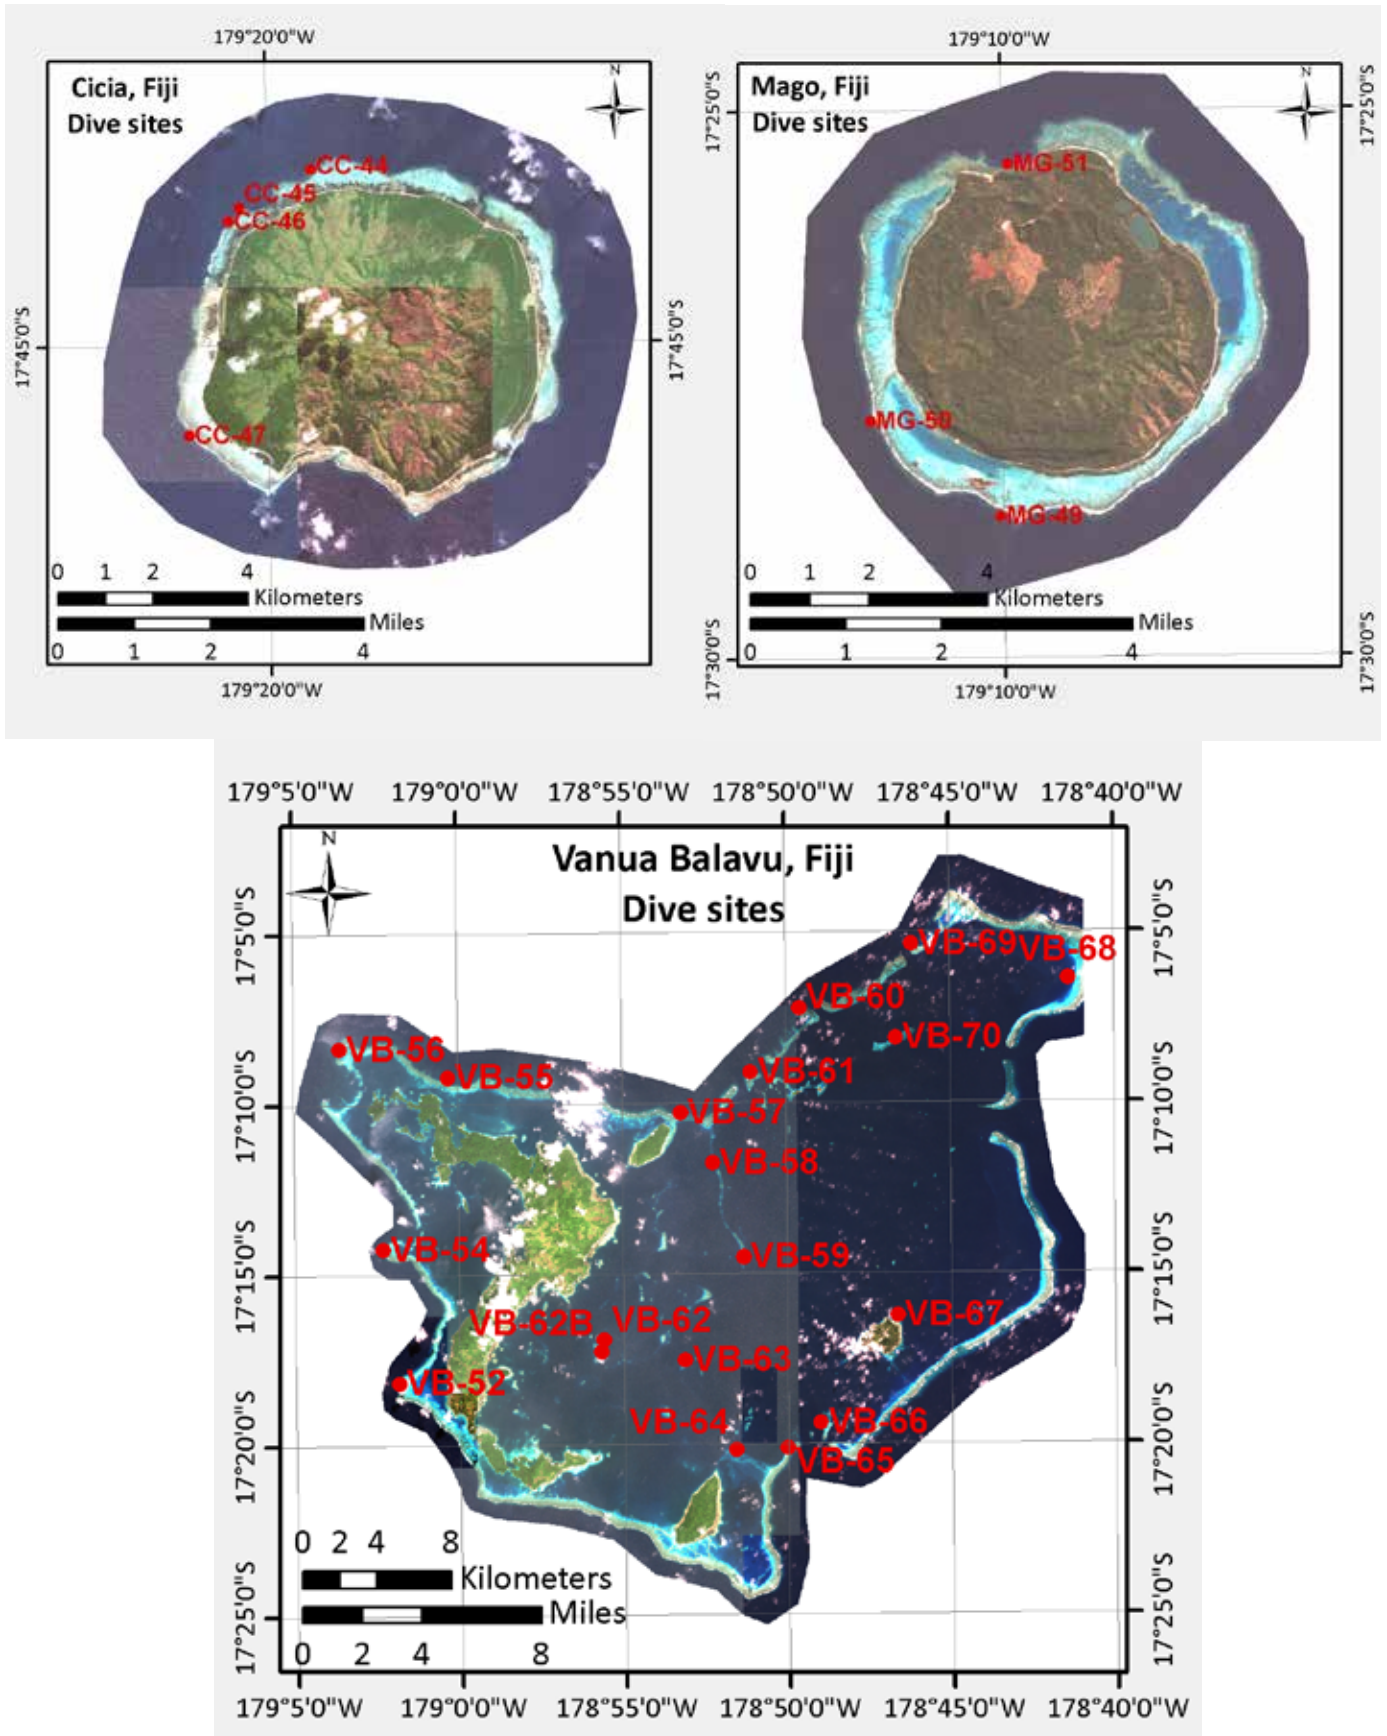 179°20'0"W
Cicia, Fiji
Dive sites
N
CC-44
CC-45
CC-46
17°45'0"S
17°45'0"S
CC-47
0 1 2 4
Kilometers
Miles
0 1 2 4
179°20'0"W
179°10'0"W
Mago, Fiji
Dive sites
N
17°25'0"S
17°25'0"S
MG-51
MG-50
MG-49
0 1 2 4
Kilometers
Miles
0 1 2 4
17°30'0"S
17°30'0"S
179°10'0"W
179°5'0"W 179°0'0"W 178°55'0"W 178°50'0"W 178°45'0"W 178°40'0"W
N
Vanua Balavu, Fiji
Dive sites
17°5'0"S
17°5'0"S
VB-69
VB-68
VB-60
VB-70
VB-56
VB-55
VB-61
17°10'0"S
17°10'0"S
VB-57
VB-58
VB-54
VB-59
17°15'0"S
17°15'0"S
VB-62B
VB-62
VB-67
VB-63
VB-52
VB-64
VB-66
VB-65
17°20'0"S
17°20'0"S
0 2 4 8
Kilometers
Miles
0 2 4 8
17°25'0"S
17°25'0"S
179°5'0"W 179°0'0"W 178°55'0"W 178°50'0"W 178°45'0"W 178°40'0"W